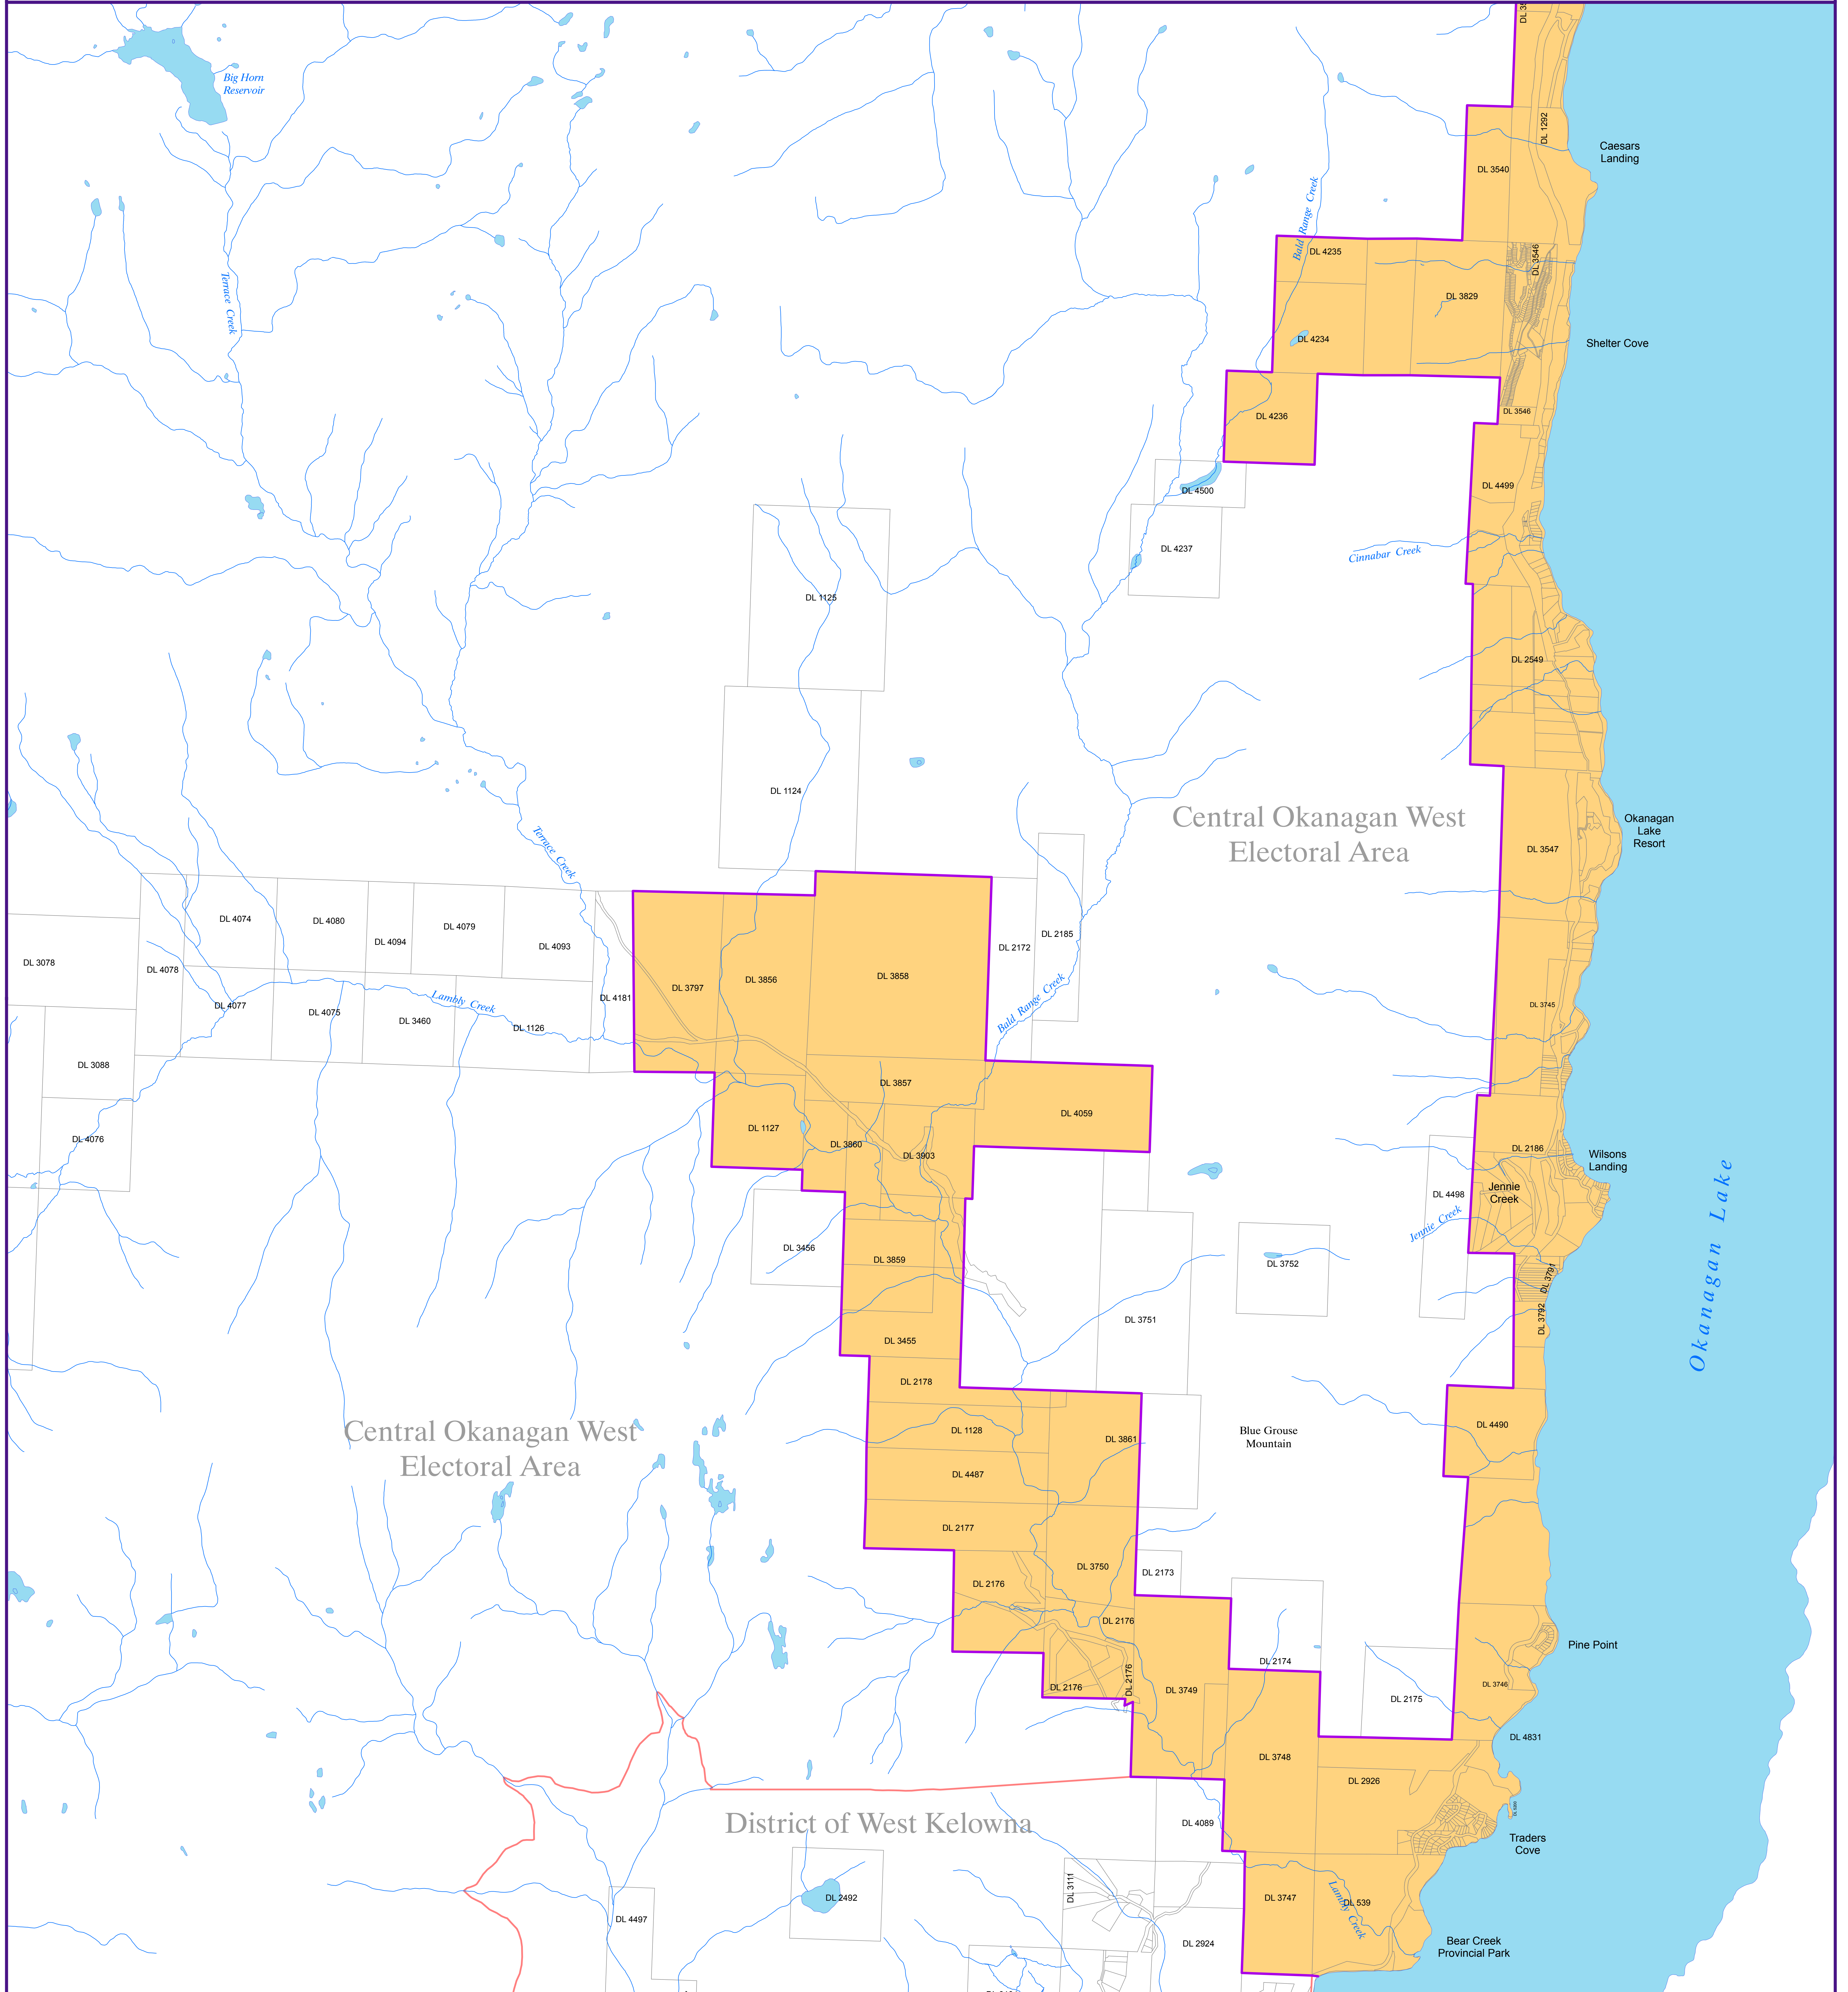 DL 35
Big Horn
Reservoir
DL 1292
Caesars
Landing
DL 3540
Bald Range Creek
DL 4235
DL 3546
Terrace Creek
DL 3829
DL 4234
Shelter Cove
DL 3546
DL 4236
DL 4499
DL 4500
DL 4237
Cinnabar Creek
DL 1125
DL 2549
DL 1124
Central Okanagan West
Electoral Area
Okanagan
Lake
Resort
Terrace Creek
DL 3547
DL 4074
DL 4080
DL 4094
DL 4079
DL 4093
DL 2172
DL 2185
DL 3078
DL 4078
DL 3858
DL 3856
DL 3797
DL 4181
DL 4077
DL 4075
DL 3460
Lambly Creek
DL 1126
Bald Range Creek
DL 3745
DL 3088
DL 3857
DL 4059
DL 4076
DL 1127
DL 3860
DL 3903
DL 2186
Wilsons
Landing
DL 4498
Jennie
Creek
Jennie Creek
DL 3456
DL 3859
DL 3752
DL 3791
DL 3792
DL 3751
DL 3455
Okanagan Lake
DL 2178
DL 1128
DL 3861
DL 4490
Central Okanagan West
Electoral Area
Blue Grouse
Mountain
DL 4487
DL 2177
DL 3750
DL 2173
DL 2176
DL 2176
Pine Point
DL 2174
DL 2176
DL 2176
DL 3749
DL 3746
DL 2175
DL 4831
DL 3748
DL 2926
District of West Kelowna
DL 4089
Traders
Cove
DL 3111
DL 2492
DL 3747
DL 539
Lambly Creek
DL 4497
DL 2924
Bear Creek
Provincial Park